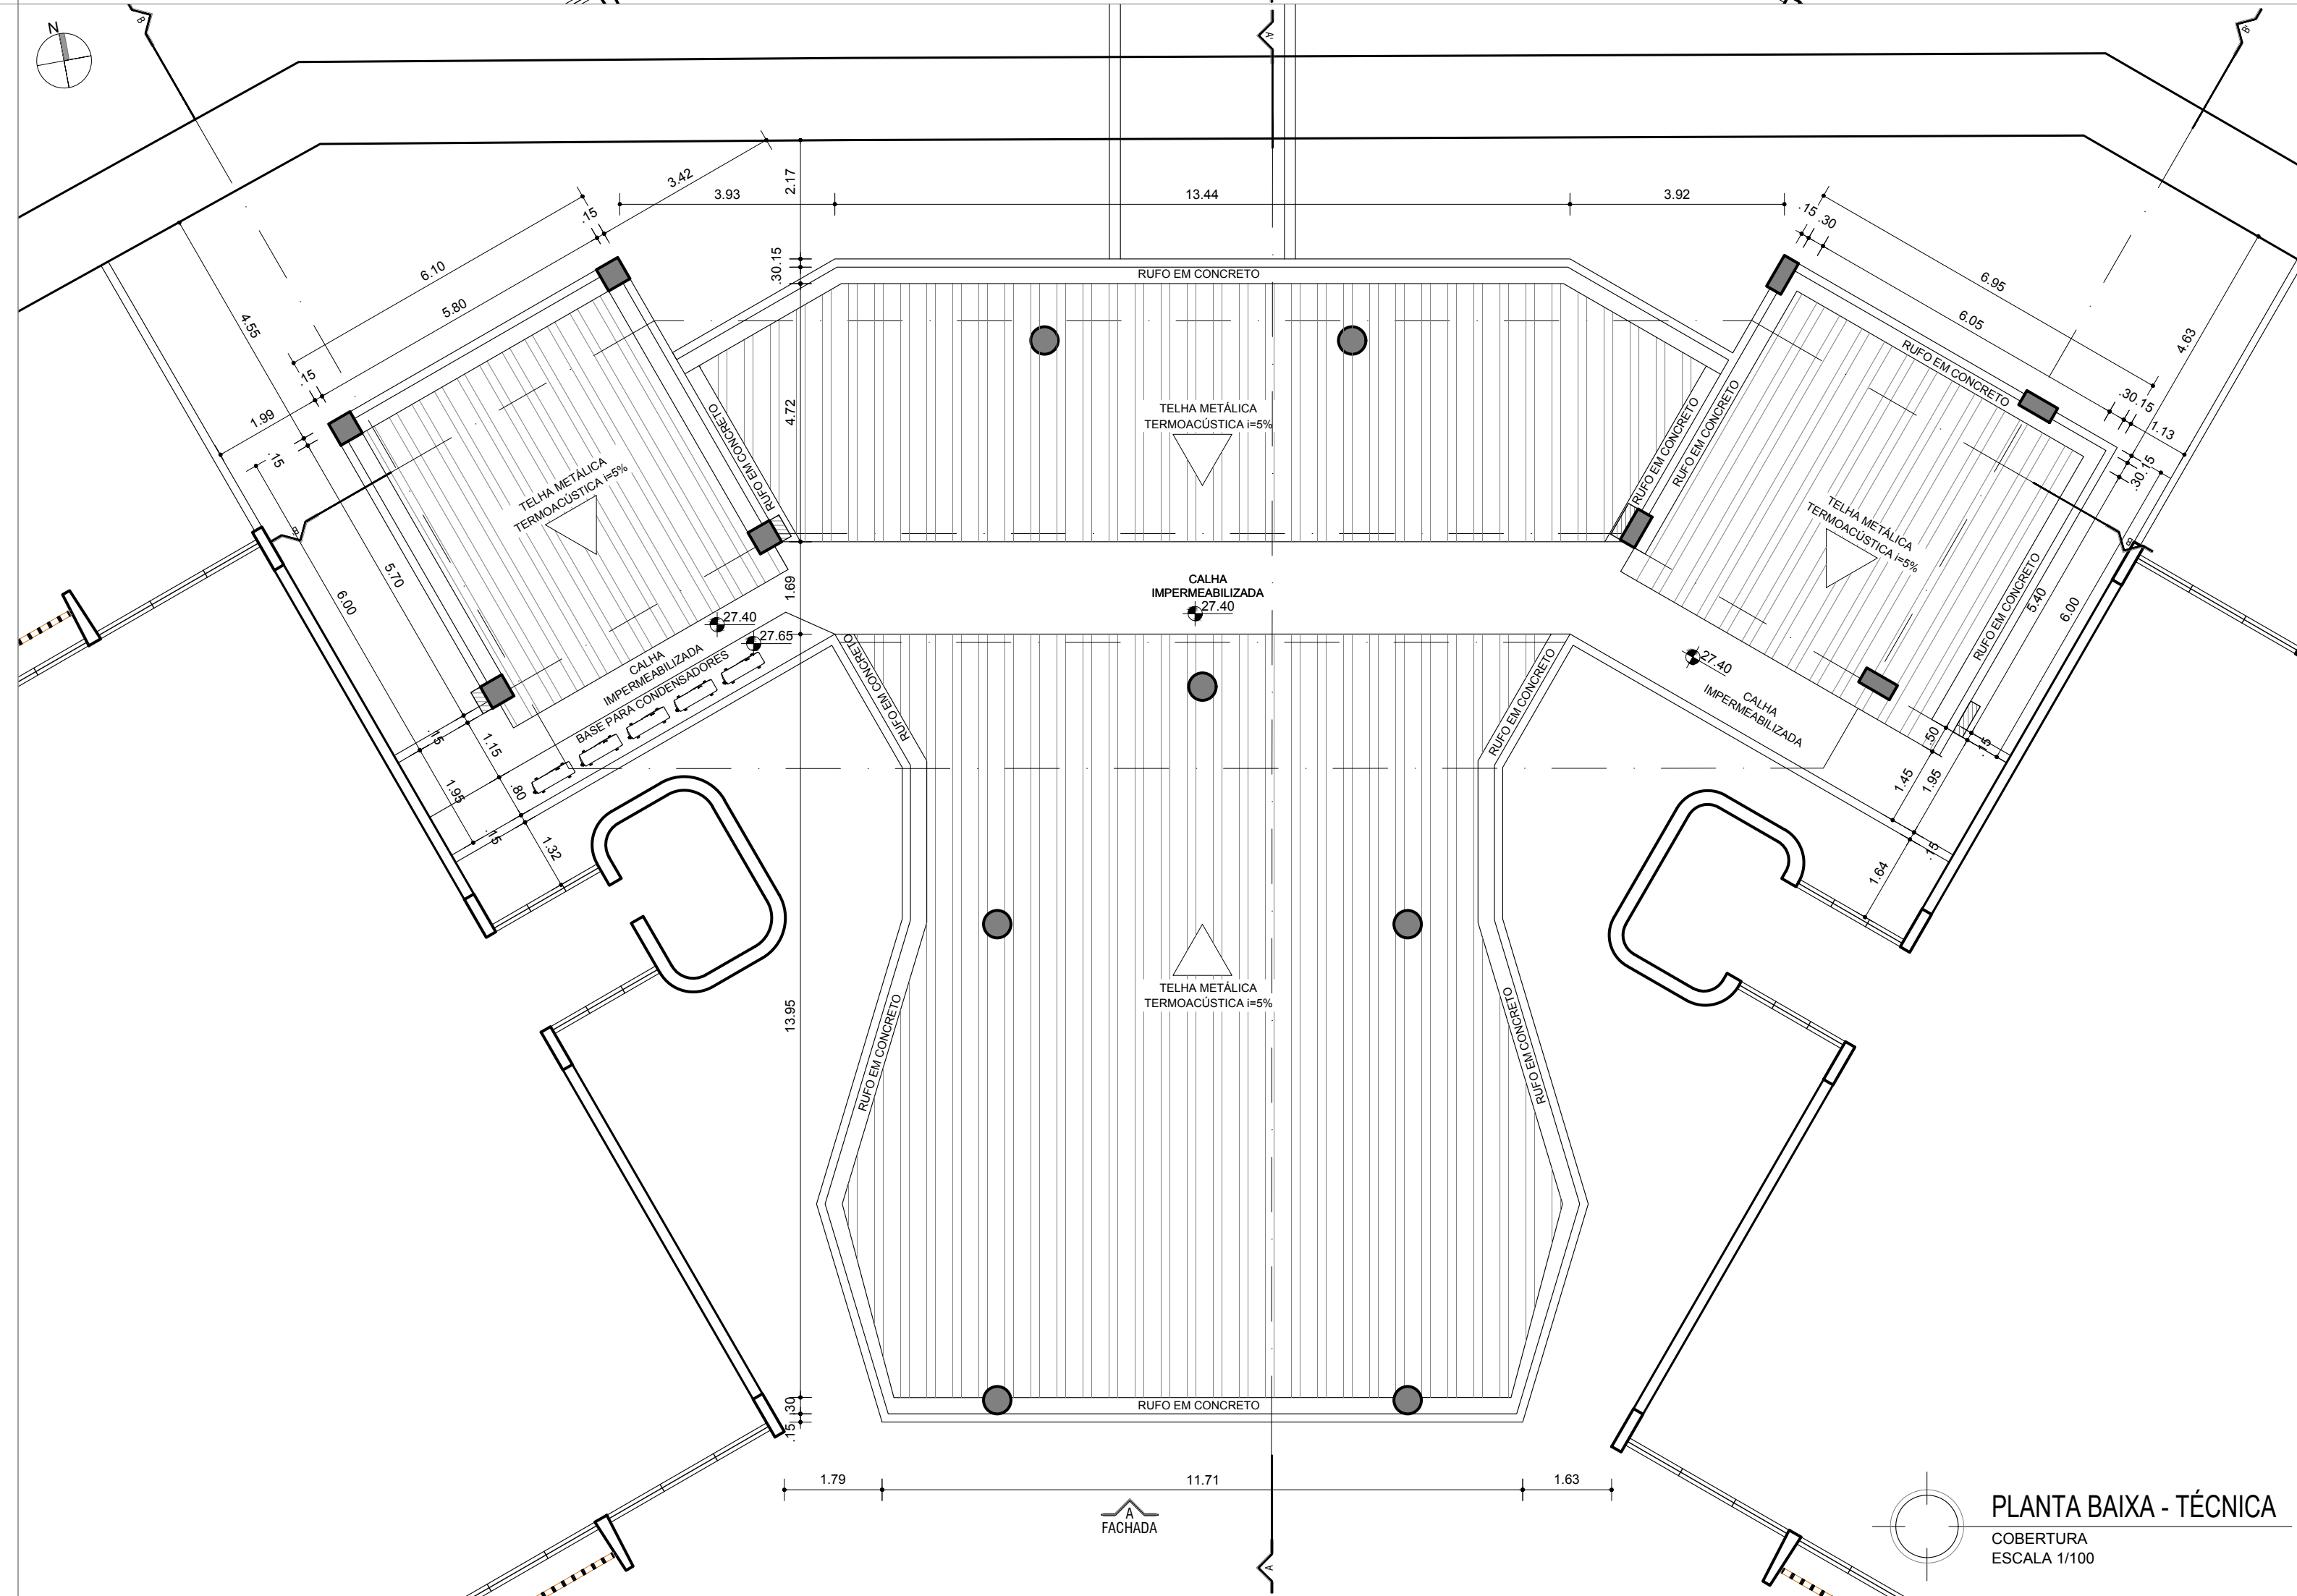 N
B
A'
B'
3.42
2.17
3.93
13.44
3.92
.15
.15 .30
6.10
5.80
6.95
6.05
4.55
4.63
.30.15
RUFO EM CONCRETO
RUFO EM CONCRETO
.15
1.99
.15
4.72
TELHA METÁLICA
TERMOACÚSTICA i=5%
RUFO EM CONCRETO
RUFO EM CONCRETO
RUFO EM CONCRETO
RUFO EM CONCRETO
.30.15
1.13
.30.15
TELHA METÁLICA
TERMOACÚSTICA i=5%
TELHA METÁLICA
TERMOACÚSTICA i=5%
B
B'
5.70
6.00
1.69
CALHA
IMPERMEABILIZADA
27.40
27.40
27.65
CALHA
IMPERMEABILIZADA
BASE PARA CONDENSADORES
RUFO EM CONCRETO
RUFO EM CONCRETO
RUFO EM CONCRETO
27.40
CALHA
IMPERMEABILIZADA
RUFO EM CONCRETO
5.40
6.00
.15
1.15
1.95
.80
.15
1.32
.50
.15
1.45
1.95
.15
1.64
TELHA METÁLICA
TERMOACÚSTICA i=5%
13.95
RUFO EM CONCRETO
RUFO EM CONCRETO
.30
.15
RUFO EM CONCRETO
1.79
11.71
1.63
A
FACHADA
A
PLANTA BAIXA - TÉCNICA
COBERTURA
ESCALA 1/100